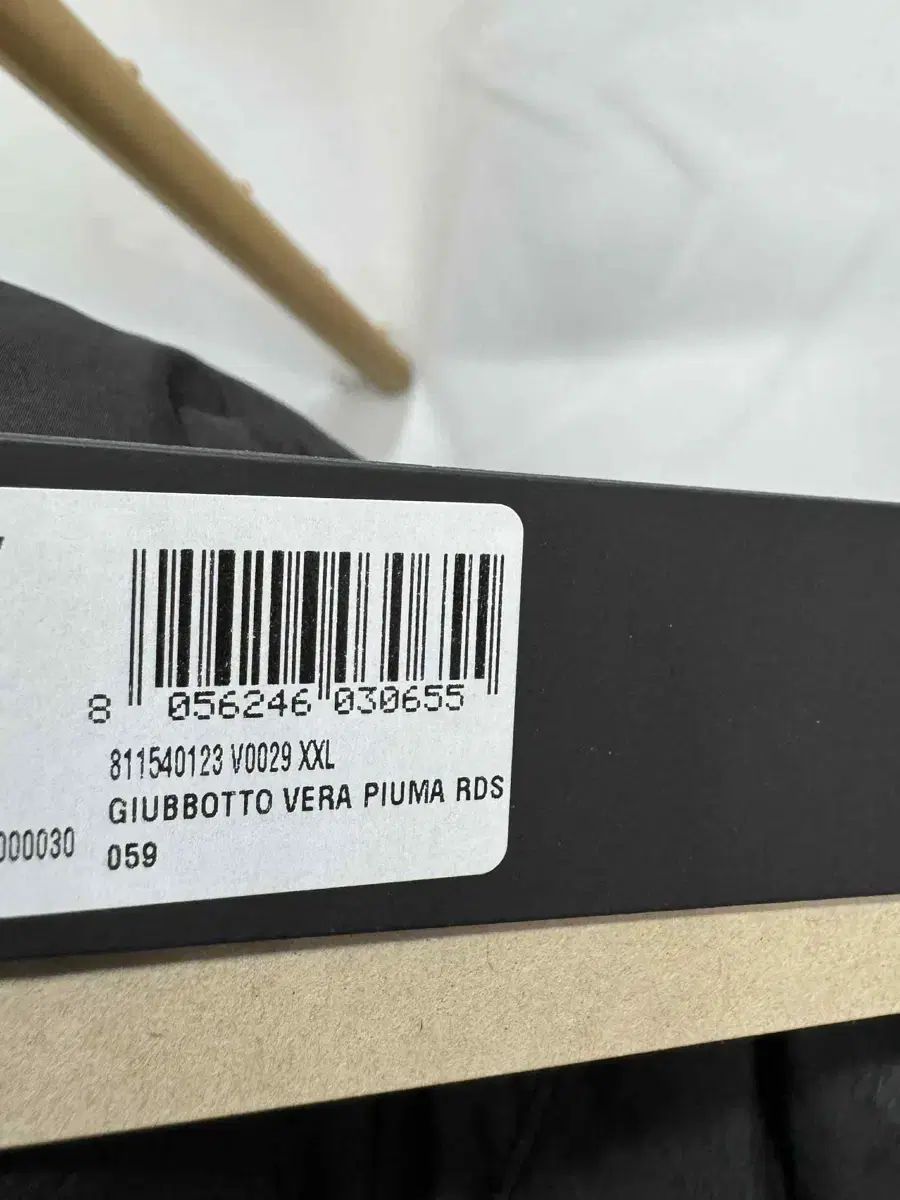 8 056246 030655
811540123 V0029 XXL
GIUBBOTTO VERA PIUMA RDS
000030 059